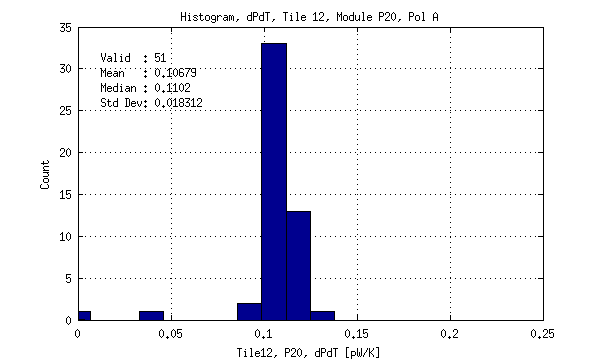 Histogram, dPdT, Tile 12, Module P20, Pol A
35
30
25
20
15
10
5
0
Count
Valid : 51
Mean : 0.10679
Median : 0.1102
Std Dev: 0.018312
0 0.05 0.1 0.15 0.2 0.25
Tile12, P20, dPdT [pW/K]